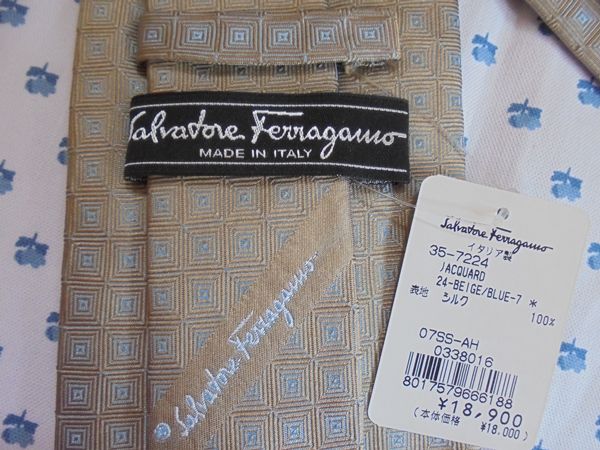 Salvatore Ferragamo
MADE IN ITALY
Salvatore Ferragamo
Salvatore Ferragamo
イタリア製
35-7224
JACQUARD
24-BEIGE/BLUE-7 *
表地 シルク 100%
07SS-AH
0338016
8017579666188
¥18,900
(本体価格 ¥18,000)